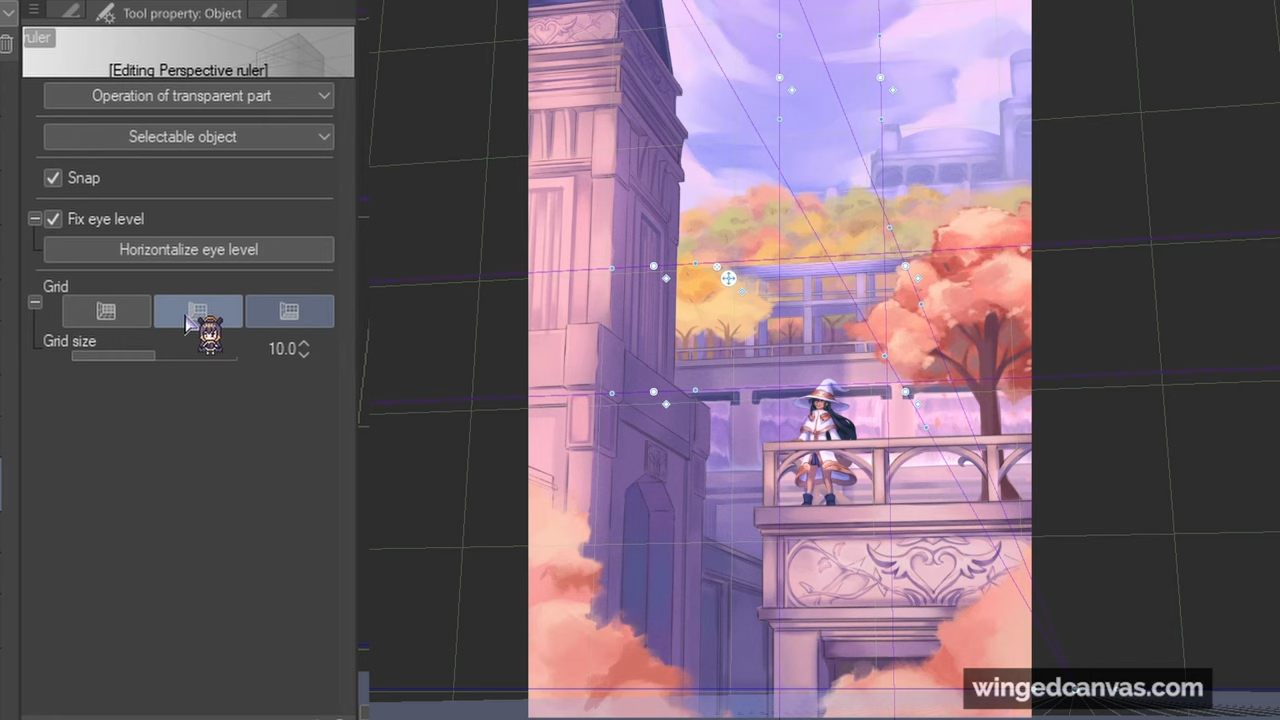 Tool property: Object
ruler
[Editing Perspective ruler]
Operation of transparent part
Selectable object
Snap
Fix eye level
Horizontalize eye level
Grid
Grid size
10.0
wingedcanvas.com